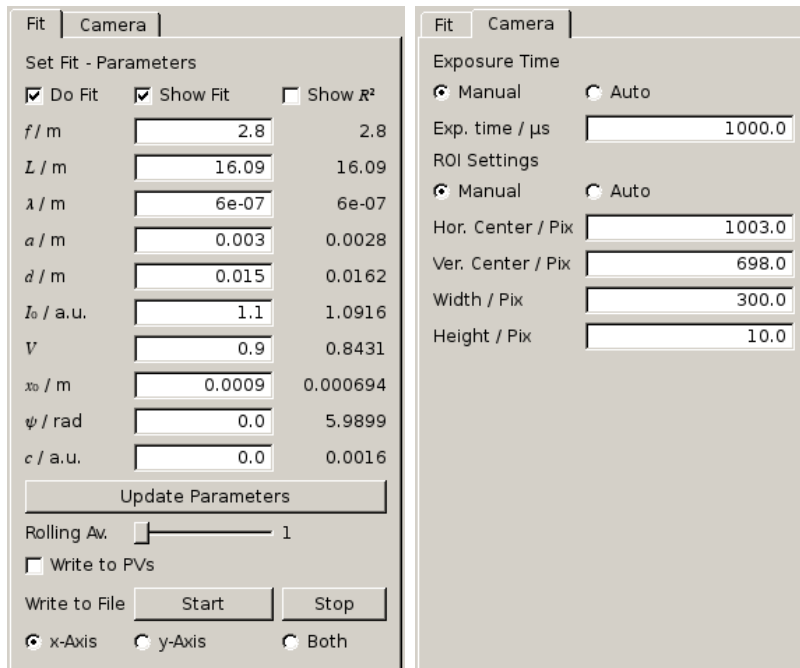 Fit Camera
Set Fit - Parameters
Do Fit Show Fit Show R²
f / m 2.8 2.8
L / m 16.09 16.09
λ / m 6e-07 6e-07
a / m 0.003 0.0028
d / m 0.015 0.0162
I₀ / a.u. 1.1 1.0916
V 0.9 0.8431
x₀ / m 0.0009 0.000694
ψ / rad 0.0 5.9899
c / a.u. 0.0 0.0016
Update Parameters
Rolling Av. 1
Write to PVs
Write to File Start Stop
x-Axis y-Axis Both
Fit Camera
Exposure Time
Manual Auto
Exp. time / µs 1000.0
ROI Settings
Manual Auto
Hor. Center / Pix 1003.0
Ver. Center / Pix 698.0
Width / Pix 300.0
Height / Pix 10.0